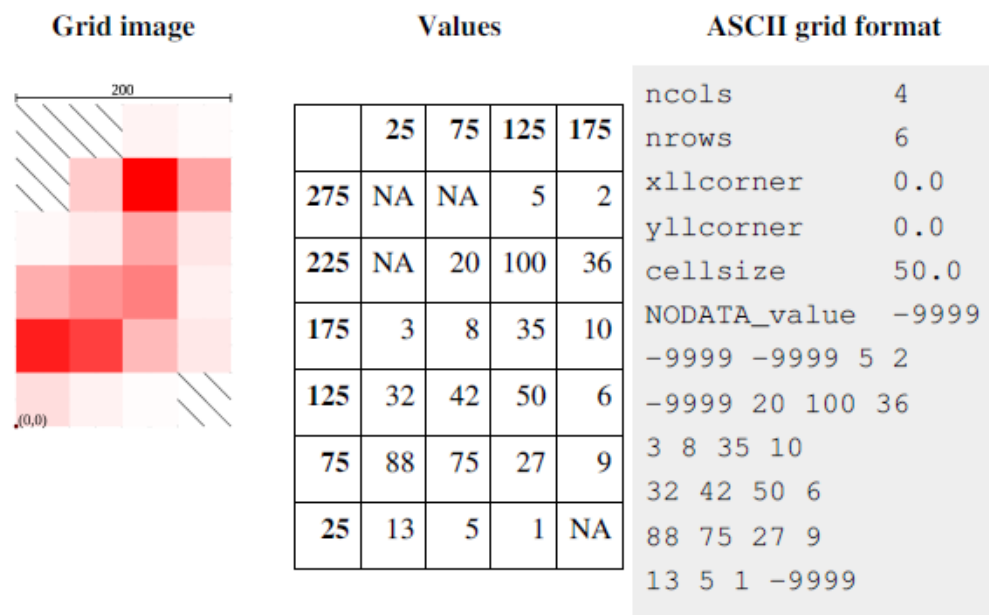 Grid image
Values
ASCII grid format
200
(0,0)
25 75 125 175
275 NA NA 5 2
225 NA 20 100 36
175 3 8 35 10
125 32 42 50 6
75 88 75 27 9
25 13 5 1 NA
ncols 4
nrows 6
xllcorner 0.0
yllcorner 0.0
cellsize 50.0
NODATA_value -9999
-9999 -9999 5 2
-9999 20 100 36
3 8 35 10
32 42 50 6
88 75 27 9
13 5 1 -9999